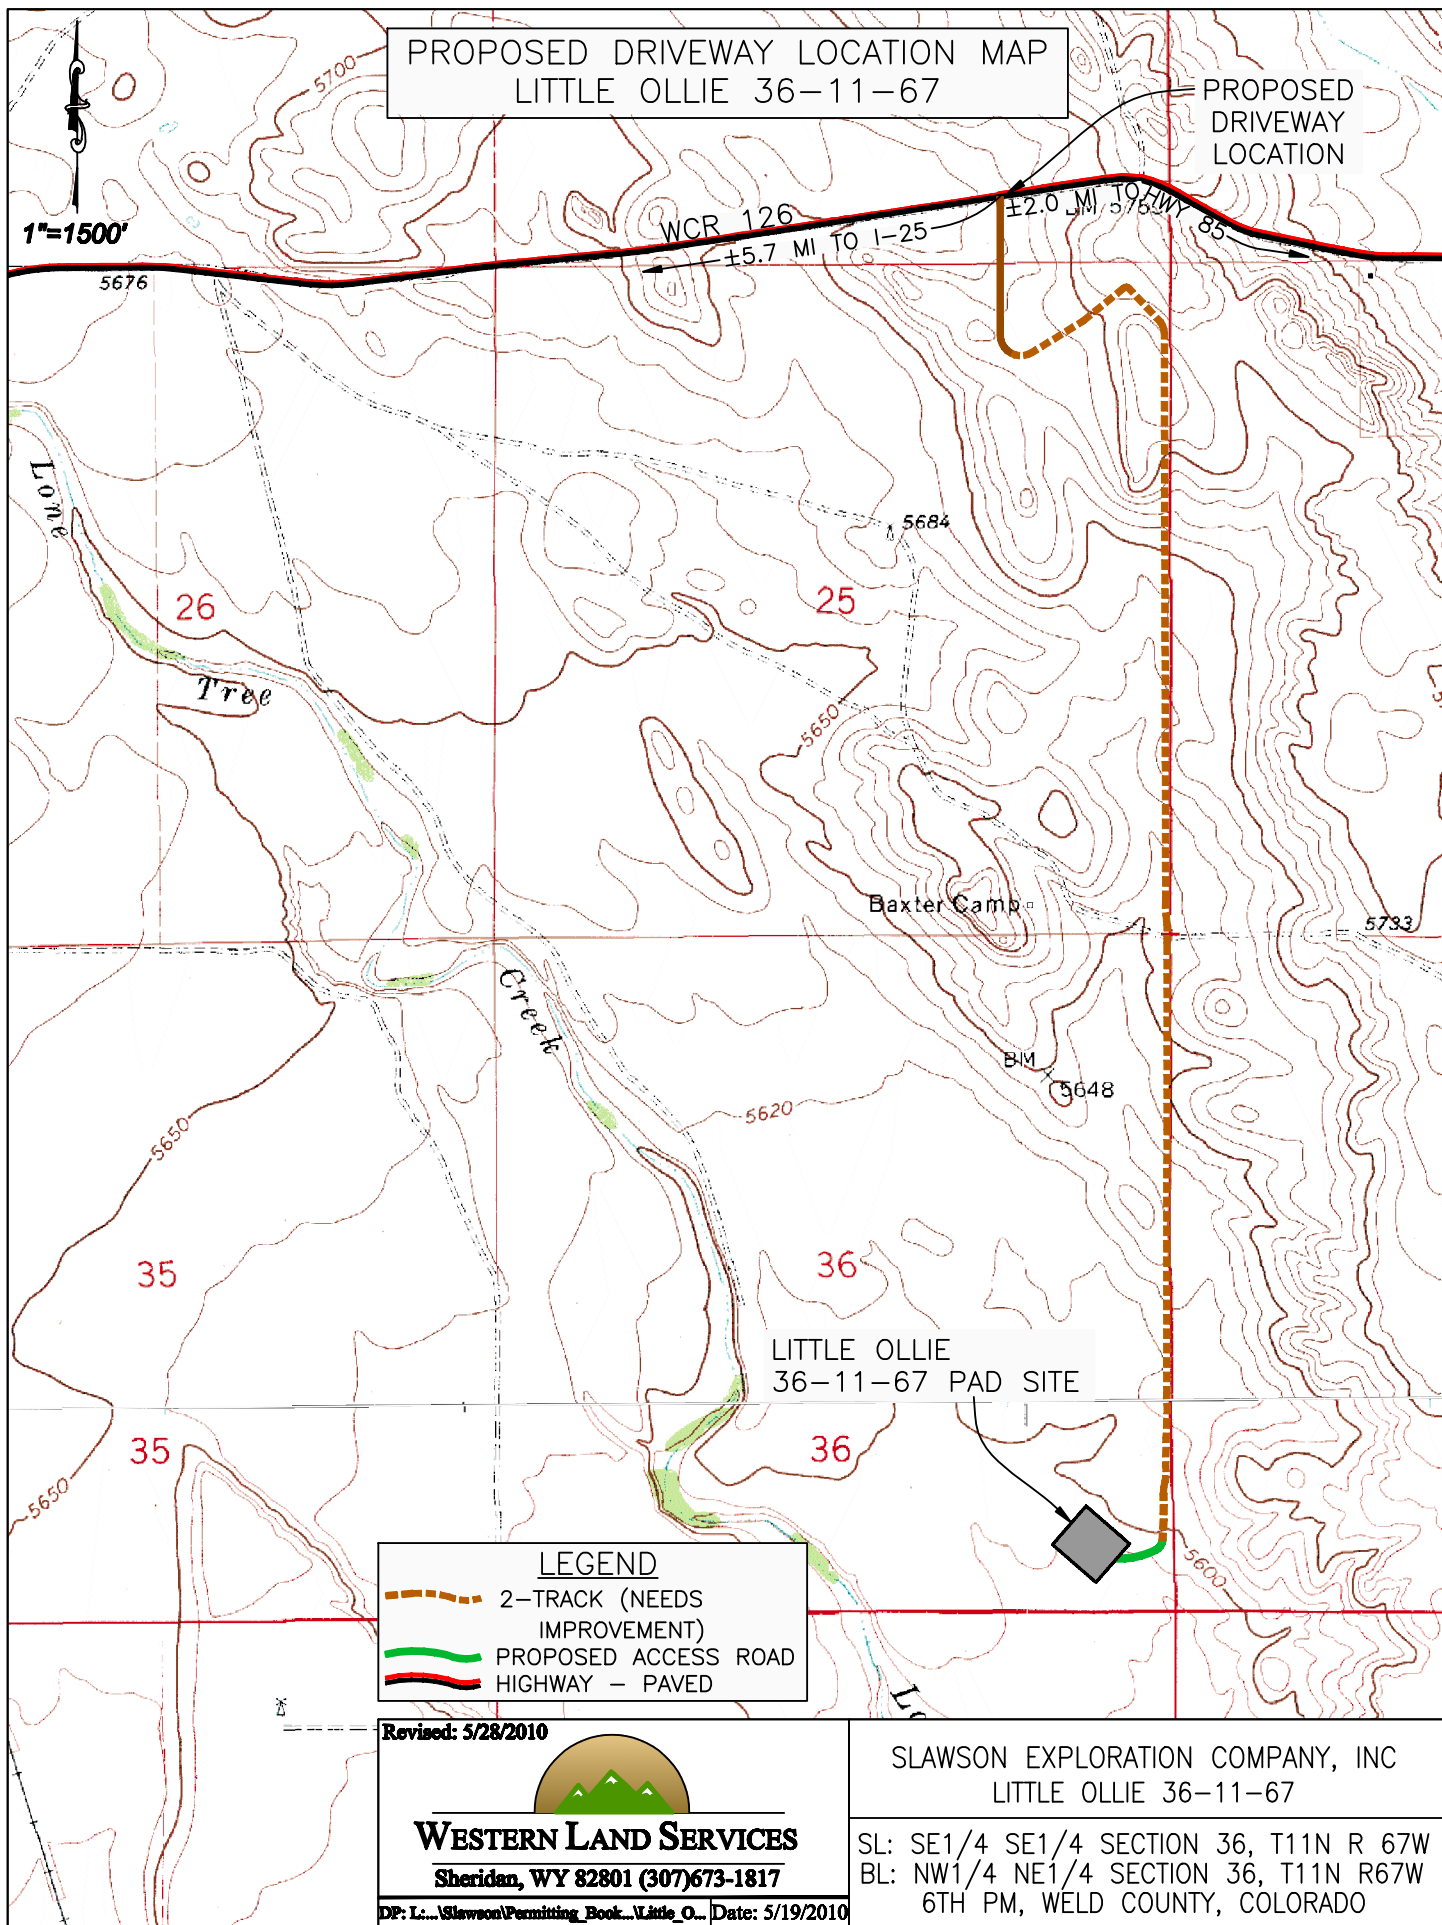 PROPOSED DRIVEWAY LOCATION MAP
LITTLE OLLIE 36-11-67
PROPOSED
DRIVEWAY
LOCATION
1"=1500'
5700
WCR 126
±5.7 MI TO I-25
±2.0 MI TO HWY 85
5676
Lone
5684
26
25
Tree
5650
Baxter Camp
5733
Creek
BM
5648
5620
5650
35
36
LITTLE OLLIE
36-11-67 PAD SITE
35
36
5650
5600
LEGEND
2-TRACK (NEEDS
IMPROVEMENT)
PROPOSED ACCESS ROAD
HIGHWAY - PAVED
Revised: 5/28/2010
WESTERN LAND SERVICES
Sheridan, WY 82801 (307)673-1817
DP: L:...\Slawson\Permitting_Book...\Little_O...
Date: 5/19/2010
SLAWSON EXPLORATION COMPANY, INC
LITTLE OLLIE 36-11-67
SL: SE1/4 SE1/4 SECTION 36, T11N R 67W
BL: NW1/4 NE1/4 SECTION 36, T11N R67W
6TH PM, WELD COUNTY, COLORADO